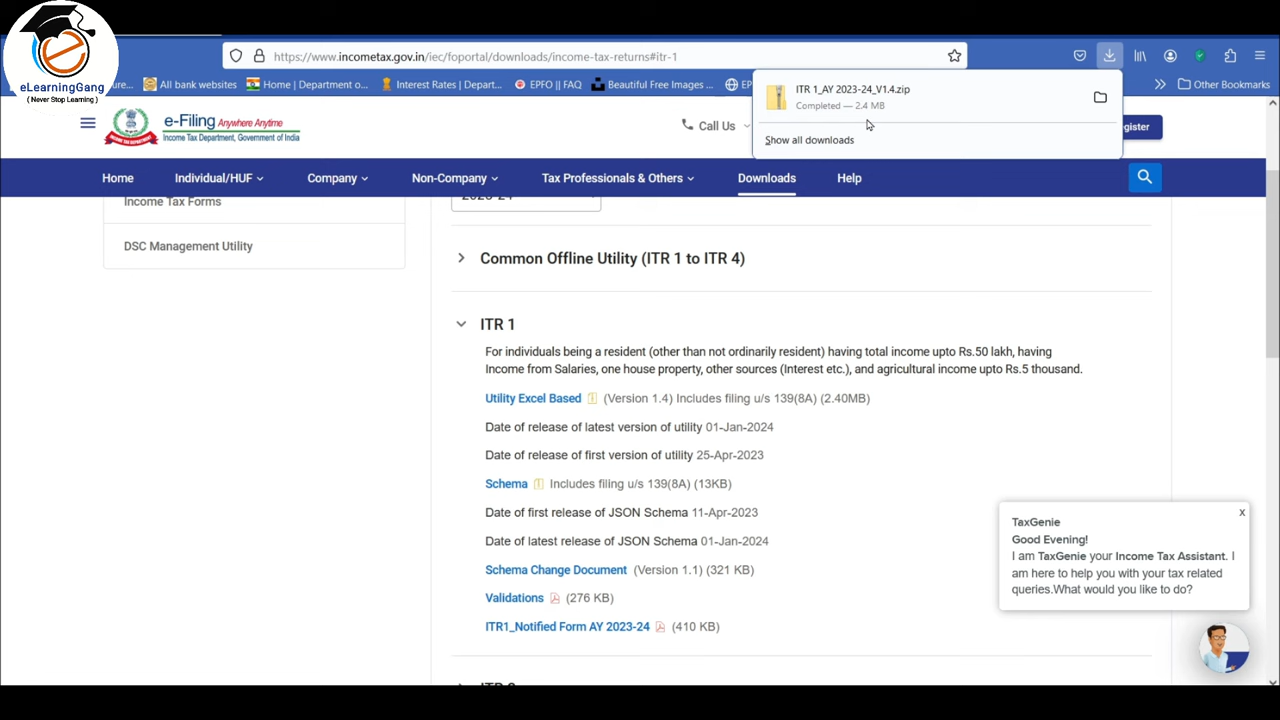 eLearningGang
( Never Stop Learning )
https://www.incometax.gov.in/iec/foportal/downloads/income-tax-returns#itr-1
ure...
All bank websites
Home | Department o...
Interest Rates | Depart...
EPFO || FAQ
Beautiful Free Images ...
EP
Other Bookmarks
ITR 1_AY 2023-24_V1.4.zip
Completed — 2.4 MB
Show all downloads
e-Filing Anywhere Anytime
Income Tax Department, Government of India
Call Us
egister
Home
Individual/HUF
Company
Non-Company
Tax Professionals & Others
Downloads
Help
Income Tax Forms
DSC Management Utility
2023-24
Common Offline Utility (ITR 1 to ITR 4)
ITR 1
For individuals being a resident (other than not ordinarily resident) having total income upto Rs.50 lakh, having
Income from Salaries, one house property, other sources (Interest etc.), and agricultural income upto Rs.5 thousand.
Utility Excel Based (Version 1.4) Includes filing u/s 139(8A) (2.40MB)
Date of release of latest version of utility 01-Jan-2024
Date of release of first version of utility 25-Apr-2023
Schema Includes filing u/s 139(8A) (13KB)
Date of first release of JSON Schema 11-Apr-2023
Date of latest release of JSON Schema 01-Jan-2024
Schema Change Document (Version 1.1) (321 KB)
Validations (276 KB)
ITR1_Notified Form AY 2023-24 (410 KB)
TaxGenie
x
Good Evening!
I am TaxGenie your Income Tax Assistant. I
am here to help you with your tax related
queries.What would you like to do?